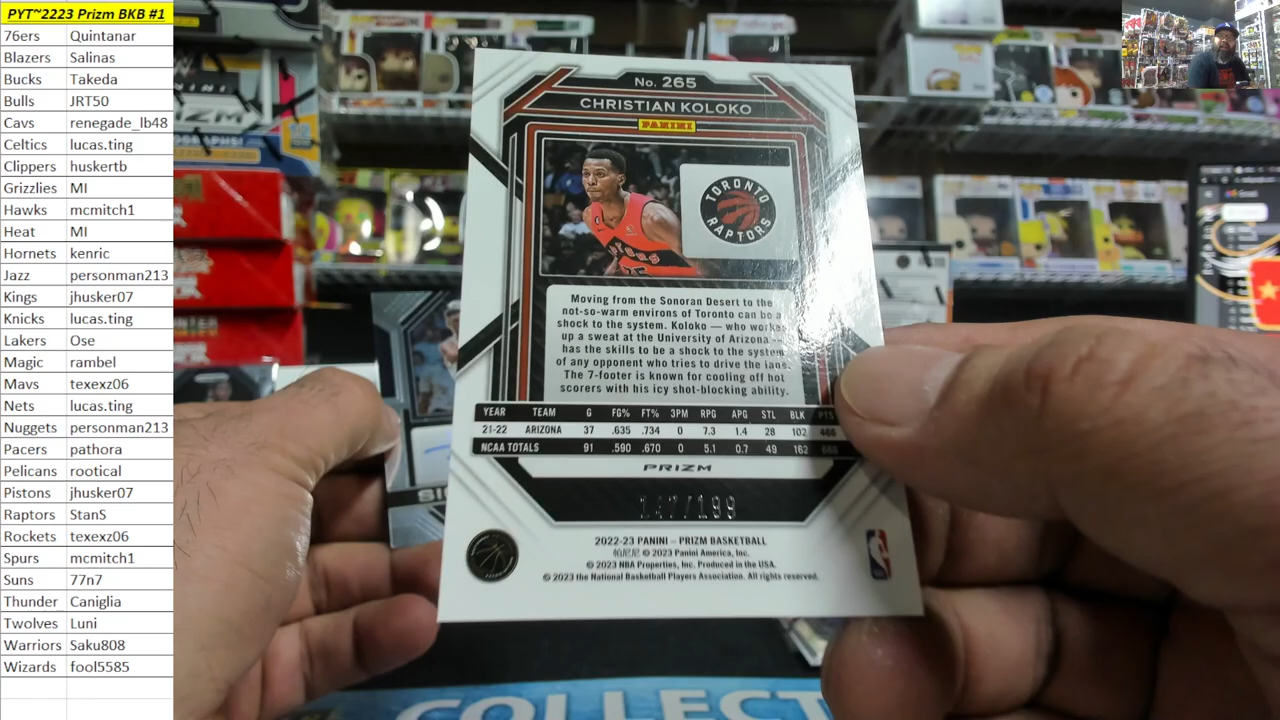 PYT~2223 Prizm BKB #1
76ers Quintanar
Blazers Salinas
Bucks Takeda
Bulls JRT50
Cavs renegade_lb48
Celtics lucas.ting
Clippers huskertb
Grizzlies MI
Hawks mcmitch1
Heat MI
Hornets kenric
Jazz personman213
Kings jhusker07
Knicks lucas.ting
Lakers Ose
Magic rambel
Mavs texexz06
Nets lucas.ting
Nuggets personman213
Pacers pathora
Pelicans rootical
Pistons jhusker07
Raptors StanS
Rockets texexz06
Spurs mcmitch1
Suns 77n7
Thunder Caniglia
Twolves Luni
Warriors Saku808
Wizards fool5585
No. 265
CHRISTIAN KOLOKO
PANINI
TORONTO
RAPTORS
Moving from the Sonoran Desert to the
not-so-warm environs of Toronto can be a
shock to the system. Koloko — who works
up a sweat at the University of Arizona —
has the skills to be a shock to the system
of any opponent who tries to drive the lane.
The 7-footer is known for cooling off hot
scorers with his icy shot-blocking ability.
YEAR TEAM G FG% FT% 3PM RPG APG STL BLK PTS
21-22 ARIZONA 37 .635 .734 0 7.3 1.4 28 102 466
NCAA TOTALS 91 .590 .670 0 5.1 0.7 49 162
PRIZM
147/199
2022-23 PANINI – PRIZM BASKETBALL
帕尼尼 © 2023 Panini America, Inc.
© 2023 NBA Properties, Inc. Produced in the USA.
© 2023 the National Basketball Players Association. All rights reserved.
COLLECT